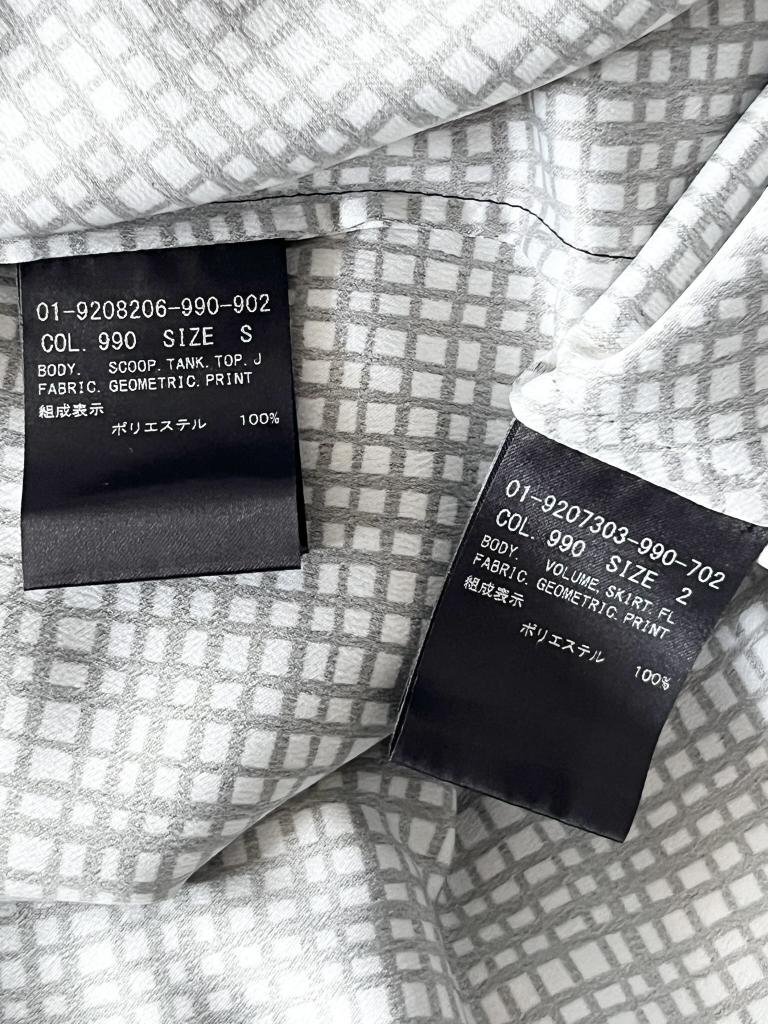 01-9208206-990-902
COL. 990 SIZE S
BODY. SCOOP. TANK. TOP. J
FABRIC. GEOMETRIC. PRINT
組成表示
ポリエステル 100%
01-9207303-990-702
COL. 990 SIZE 2
BODY. VOLUME, SKIRT. FL
FABRIC. GEOMETRIC. PRINT
組成表示
ポリエステル 100%